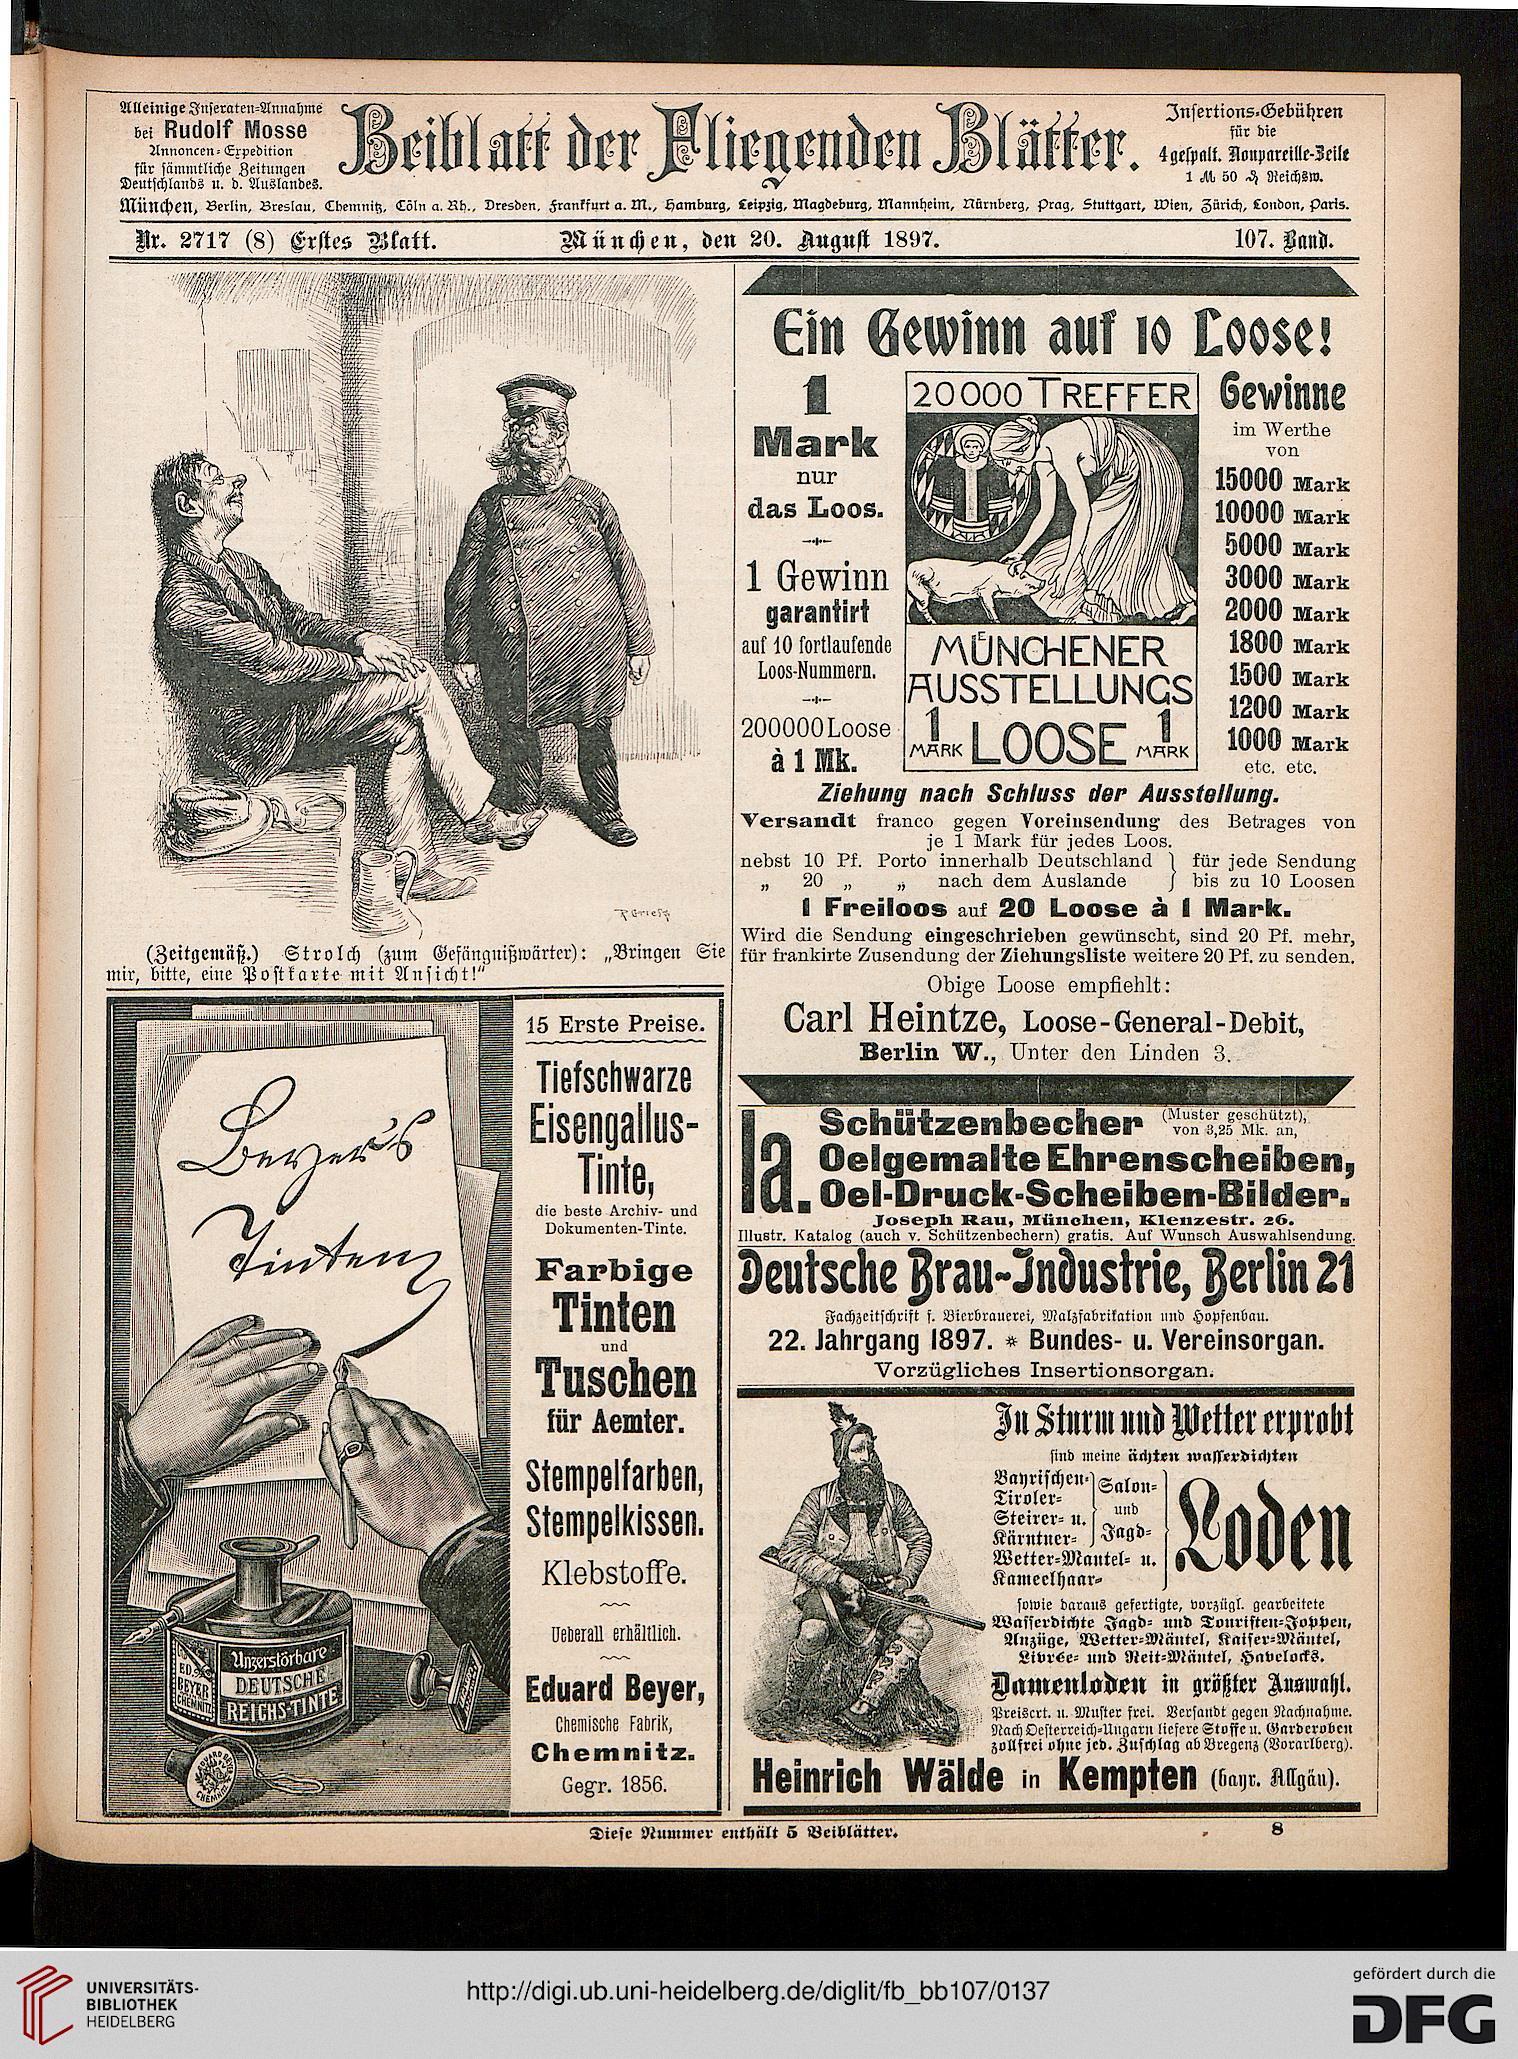 Alleinige Inseraten-Annahme
bei Rudolf Mosse
Annoncen-Expedition
für sämmtliche Zeitungen
Deutschlands u. d. Auslandes.
Beiblatt der Fliegenden Blätter.
Insertions-Gebühren
für die
4 gespalt. Nonpareille-Zeile
1 M 50 ₰ Reichsw.
München, Berlin, Breslau, Chemnitz, Cöln a. Rh., Dresden, Frankfurt a. M., Hamburg, Leipzig, Magdeburg, Mannheim, Nürnberg, Prag, Stuttgart, Wien, Zürich, London, Paris.
Nr. 2717 (8) Erstes Blatt.
München, den 20. August 1897.
107. Band.
(Zeitgemäß.) Strolch (zum Gefängnißwärter): „Bringen Sie
mir, bitte, eine Postkarte mit Ansicht!“
Beyer's
Tinten
Unzerstörbare
DEUTSCHE
REICHS-TINTE
ED.
BEYER
CHEMNITZ
15 Erste Preise.
Tiefschwarze
Eisengallus-
Tinte,
die beste Archiv- und
Dokumenten-Tinte.
Farbige
Tinten
und
Tuschen
für Aemter.
Stempelfarben,
Stempelkissen.
Klebstoffe.
Ueberall erhältlich.
Eduard Beyer,
Chemische Fabrik,
Chemnitz.
Gegr. 1856.
Ein Gewinn auf 10 Loose!
1
Mark
nur
das Loos.
1 Gewinn
garantirt
auf 10 fortlaufende
Loos-Nummern.
200000 Loose
à 1 Mk.
20000 TREFFER
MUENCHENER
AUSSTELLUNGS
1 MARK LOOSE 1 MARK
Gewinne
im Werthe
von
15000 Mark
10000 Mark
5000 Mark
3000 Mark
2000 Mark
1800 Mark
1500 Mark
1200 Mark
1000 Mark
etc. etc.
Ziehung nach Schluss der Ausstellung.
Versandt franco gegen Voreinsendung des Betrages von
je 1 Mark für jedes Loos.
nebst 10 Pf. Porto innerhalb Deutschland } für jede Sendung
„ 20 „ „ nach dem Auslande } bis zu 10 Loosen
1 Freiloos auf 20 Loose à 1 Mark.
Wird die Sendung eingeschrieben gewünscht, sind 20 Pf. mehr,
für frankirte Zusendung der Ziehungsliste weitere 20 Pf. zu senden.
Obige Loose empfiehlt:
Carl Heintze, Loose-General-Debit,
Berlin W., Unter den Linden 3.
Ia. Schützenbecher (Muster geschützt), von 3,25 Mk. an,
Oelgemalte Ehrenscheiben,
Oel-Druck-Scheiben-Bilder.
Joseph Rau, München, Klenzestr. 26.
Illustr. Katalog (auch v. Schützenbechern) gratis. Auf Wunsch Auswahlsendung.
Deutsche Brau-Industrie, Berlin 21
Fachzeitschrift f. Bierbrauerei, Malzfabrikation und Hopfenbau.
22. Jahrgang 1897. * Bundes- u. Vereinsorgan.
Vorzügliches Insertionsorgan.
In Sturm und Wetter erprobt
sind meine ächten wasserdichten
Bayrischen-
Tiroler-
Steirer- u.
Kärntner-
Salon-
und
Jagd-
Wetter-Mantel- u.
Kameelhaar-
Loden
sowie daraus gefertigte, vorzügl. gearbeitete
Wasserdichte Jagd- und Touristen-Joppen,
Anzüge, Wetter-Mäntel, Kaiser-Mäntel,
Livrée- und Reit-Mäntel, Havelocks.
Damenloden in größter Auswahl.
Preiscrt. u. Muster frei. Versandt gegen Nachnahme.
Nach Oesterreich-Ungarn liefere Stoffe u. Garderoben
zollfrei ohne jed. Zuschlag ab Bregenz (Vorarlberg).
Heinrich Wälde in Kempten (bayr. Allgäu).
Diese Nummer enthält 5 Beiblätter.
8
UNIVERSITÄTS-
BIBLIOTHEK
HEIDELBERG
http://digi.ub.uni-heidelberg.de/diglit/fb_bb107/0137
gefördert durch die
DFG